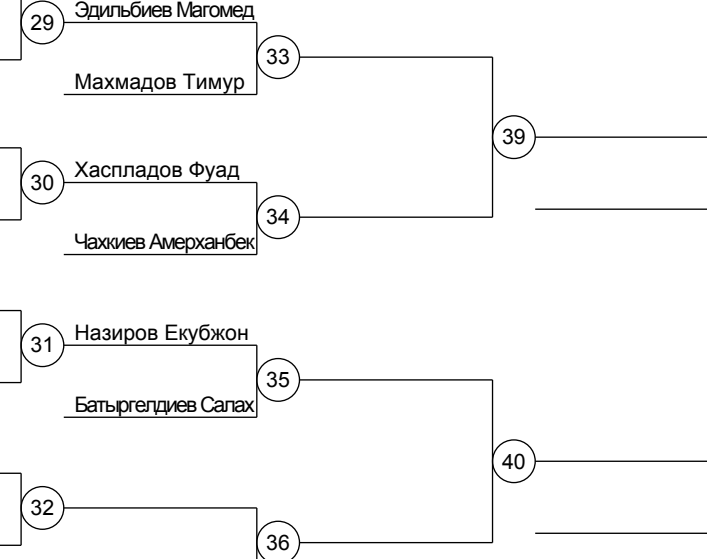 29
Эдильбиев Магомед
33
Махмадов Тимур
39
30
Хаспладов Фуад
34
Чахкиев Амерханбек
31
Назиров Екубжон
35
Батыргелдиев Салах
40
32
36